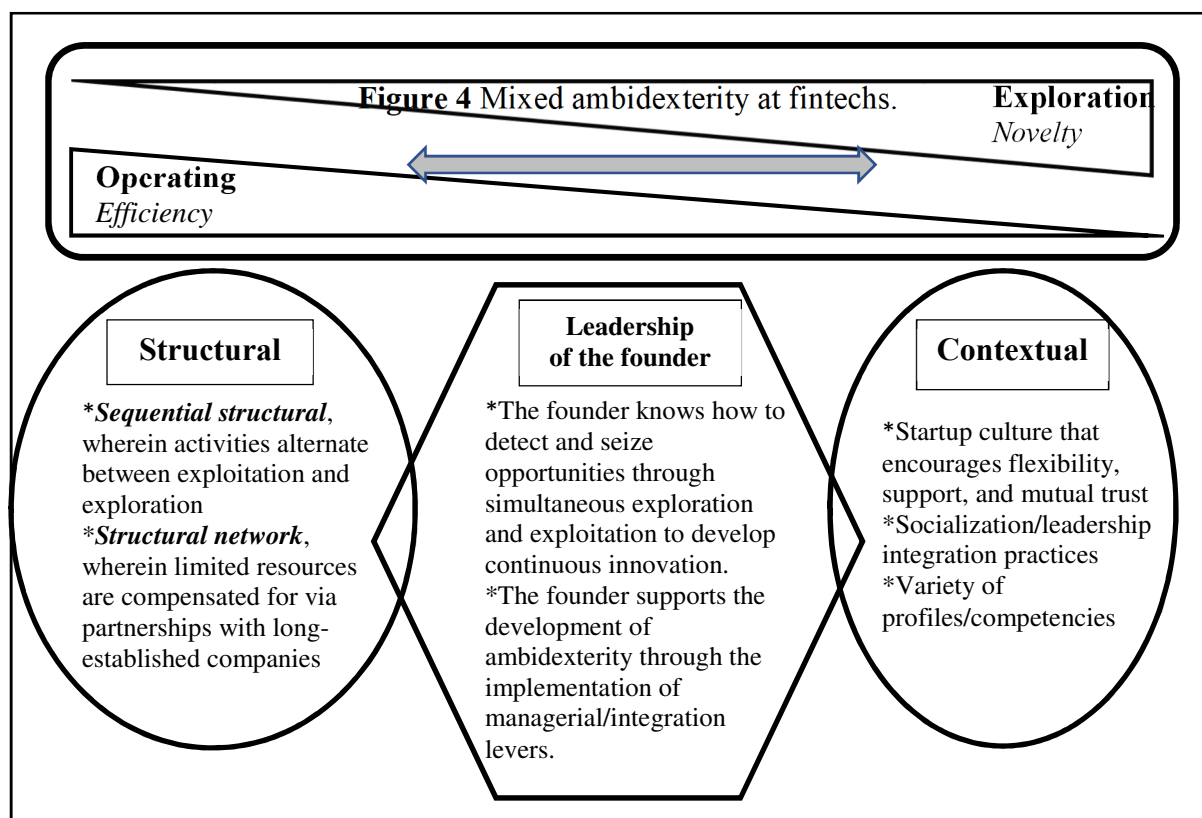 Figure 4 Mixed ambidexterity at fintechs.
Exploration
Novelty
Operating
Efficiency
Structural
*Sequential structural,
wherein activities alternate
between exploitation and
exploration
*Structural network,
wherein limited resources
are compensated for via
partnerships with long-
established companies
Leadership
of the founder
*The founder knows how to
detect and seize
opportunities through
simultaneous exploration
and exploitation to develop
continuous innovation.
*The founder supports the
development of
ambidexterity through the
implementation of
managerial/integration
levers.
Contextual
*Startup culture that
encourages flexibility,
support, and mutual trust
*Socialization/leadership
integration practices
*Variety of
profiles/competencies